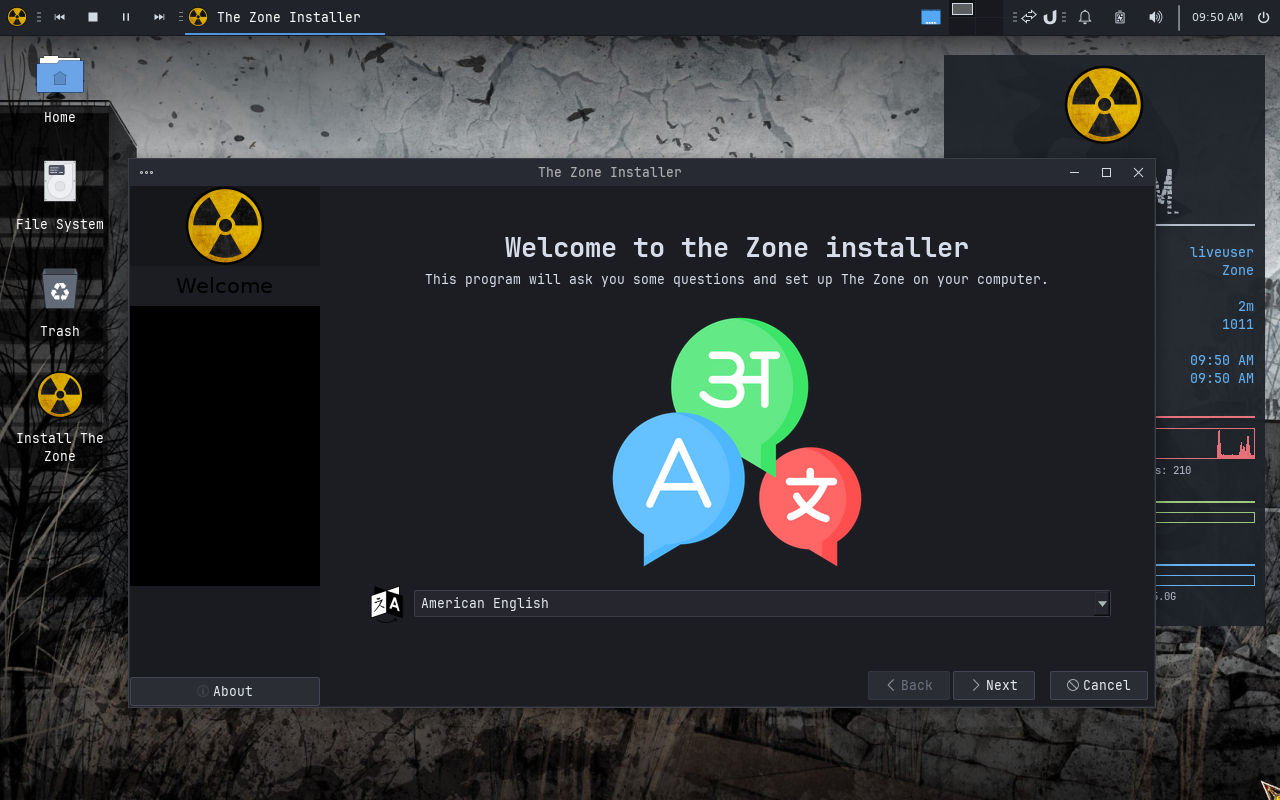 The Zone Installer
09:50 AM
Home
File System
Trash
Install The
Zone
The Zone Installer
Welcome
Welcome to the Zone installer
This program will ask you some questions and set up The Zone on your computer.
अ
A
文
American English
About
Back
Next
Cancel
liveuser
Zone
2m
1011
09:50 AM
09:50 AM
s: 210